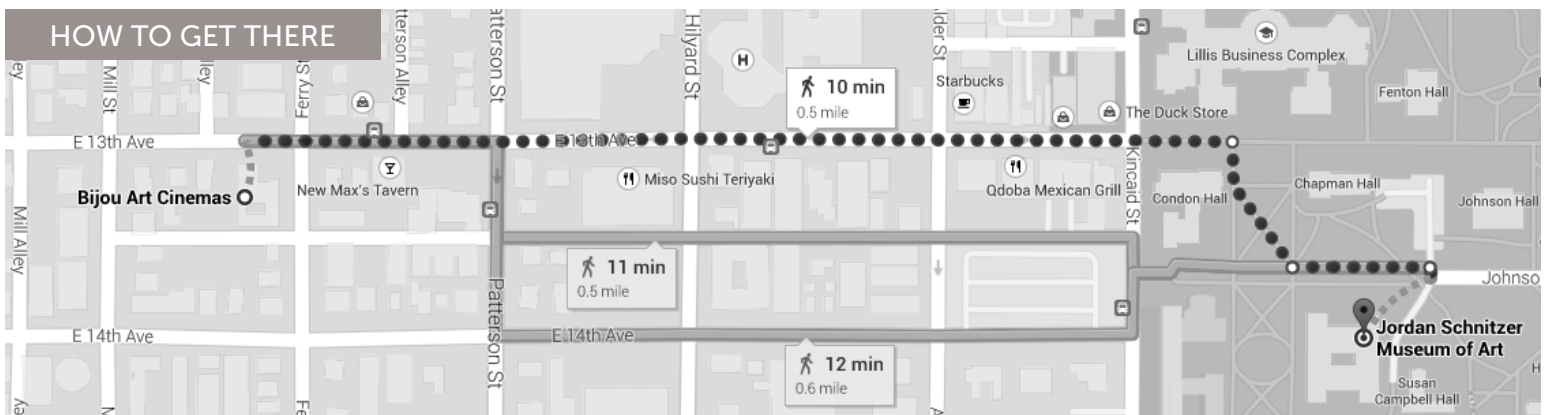 HOW TO GET THERE
Mill St
Ferry St
tterson Alley
atterson St
Hilyard St
H
10 min
0.5 mile
Starbucks
Lillis Business Complex
Fenton Hall
The Duck Store
E 13th Ave
E 13th Ave
Bijou Art Cinemas
New Max's Tavern
Miso Sushi Teriyaki
Qdoba Mexican Grill
Kincaid St
Condon Hall
Chapman Hall
Johnson Hall
Mill Alley
11 min
0.5 mile
Johnso
Patterson St
E 14th Ave
E 14th Ave
12 min
0.6 mile
Jordan Schnitzer
Museum of Art
Susan
Campbell Hall